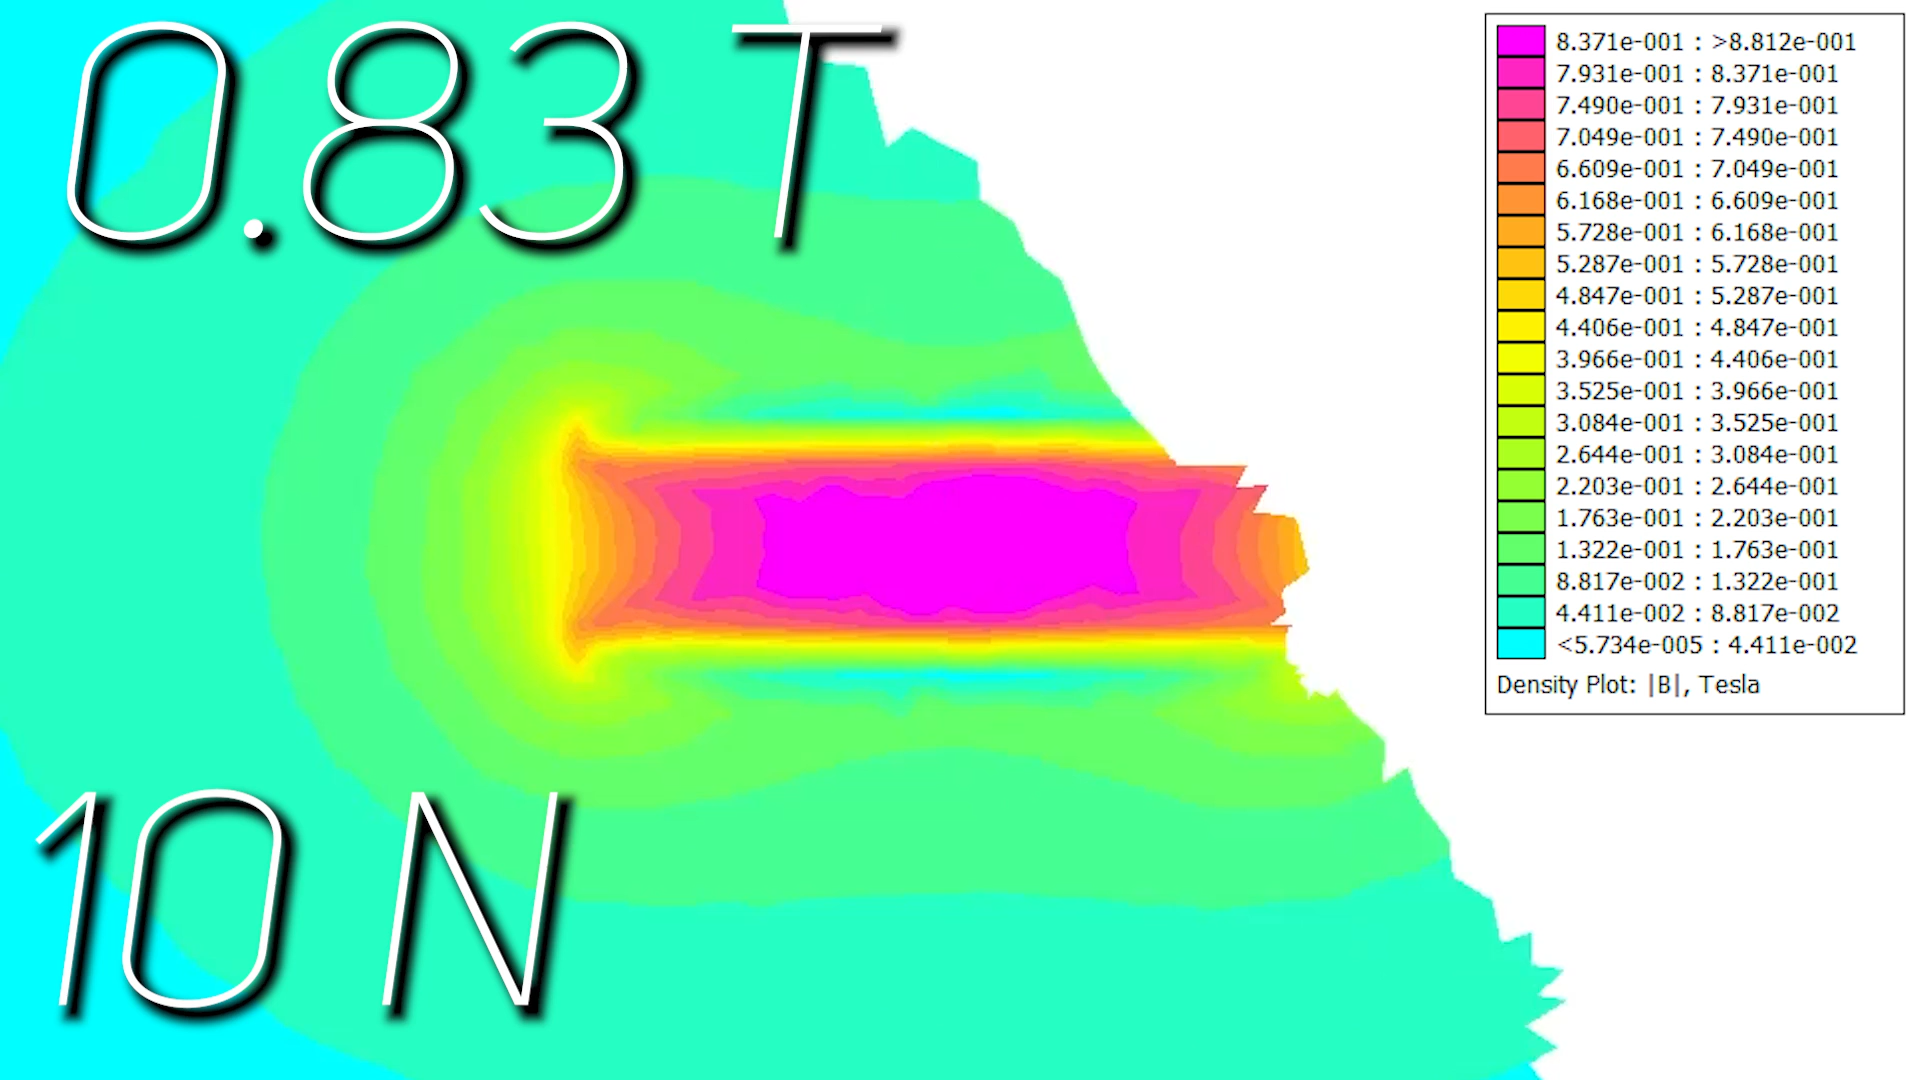 0.83 T
8.371e-001 : >8.812e-001
7.931e-001 : 8.371e-001
7.490e-001 : 7.931e-001
7.049e-001 : 7.490e-001
6.609e-001 : 7.049e-001
6.168e-001 : 6.609e-001
5.728e-001 : 6.168e-001
5.287e-001 : 5.728e-001
4.847e-001 : 5.287e-001
4.406e-001 : 4.847e-001
3.966e-001 : 4.406e-001
3.525e-001 : 3.966e-001
3.084e-001 : 3.525e-001
2.644e-001 : 3.084e-001
2.203e-001 : 2.644e-001
1.763e-001 : 2.203e-001
1.322e-001 : 1.763e-001
8.817e-002 : 1.322e-001
4.411e-002 : 8.817e-002
<5.734e-005 : 4.411e-002
Density Plot: |B|, Tesla
10 N